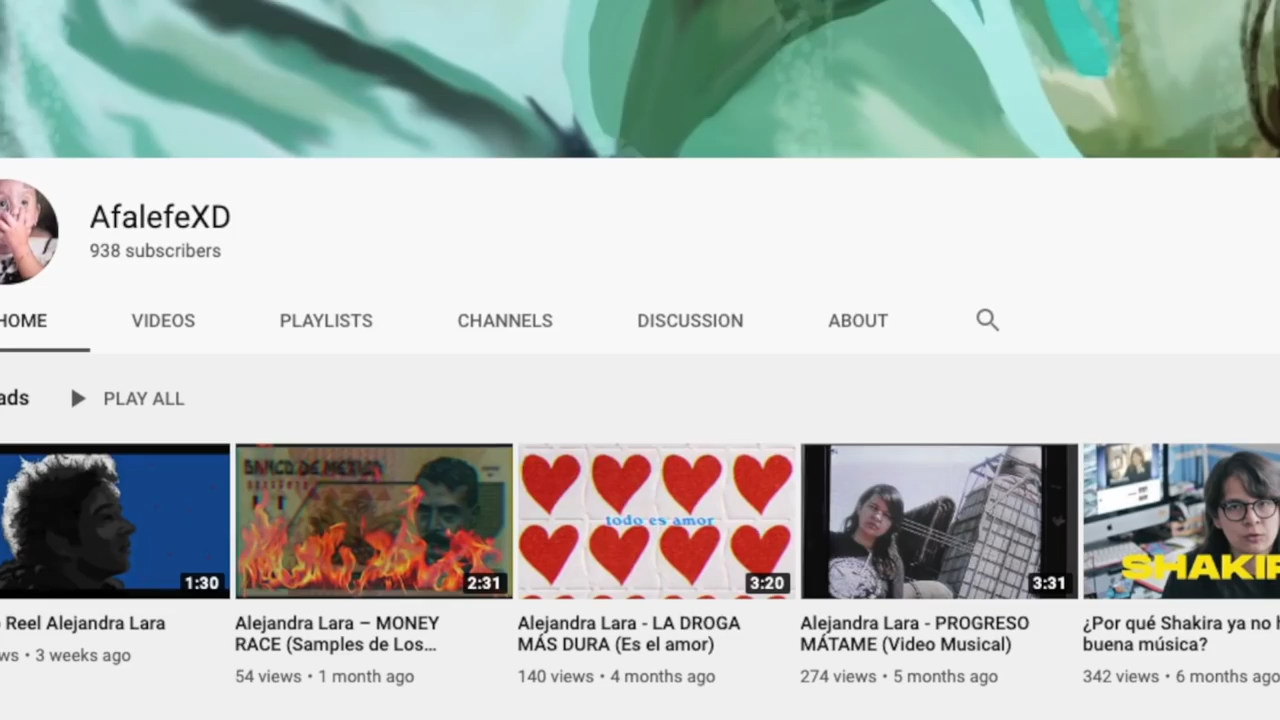 AfalefeXD
938 subscribers
HOME VIDEOS PLAYLISTS CHANNELS DISCUSSION ABOUT
ads PLAY ALL
BANCO DE MEXICO
todo es amor
SHAKIR
1:30 2:31 3:20 3:31
Reel Alejandra Lara
ws • 3 weeks ago
Alejandra Lara – MONEY
RACE (Samples de Los...
54 views • 1 month ago
Alejandra Lara - LA DROGA
MÁS DURA (Es el amor)
140 views • 4 months ago
Alejandra Lara - PROGRESO
MÁTAME (Video Musical)
274 views • 5 months ago
¿Por qué Shakira ya no h
buena música?
342 views • 6 months ago